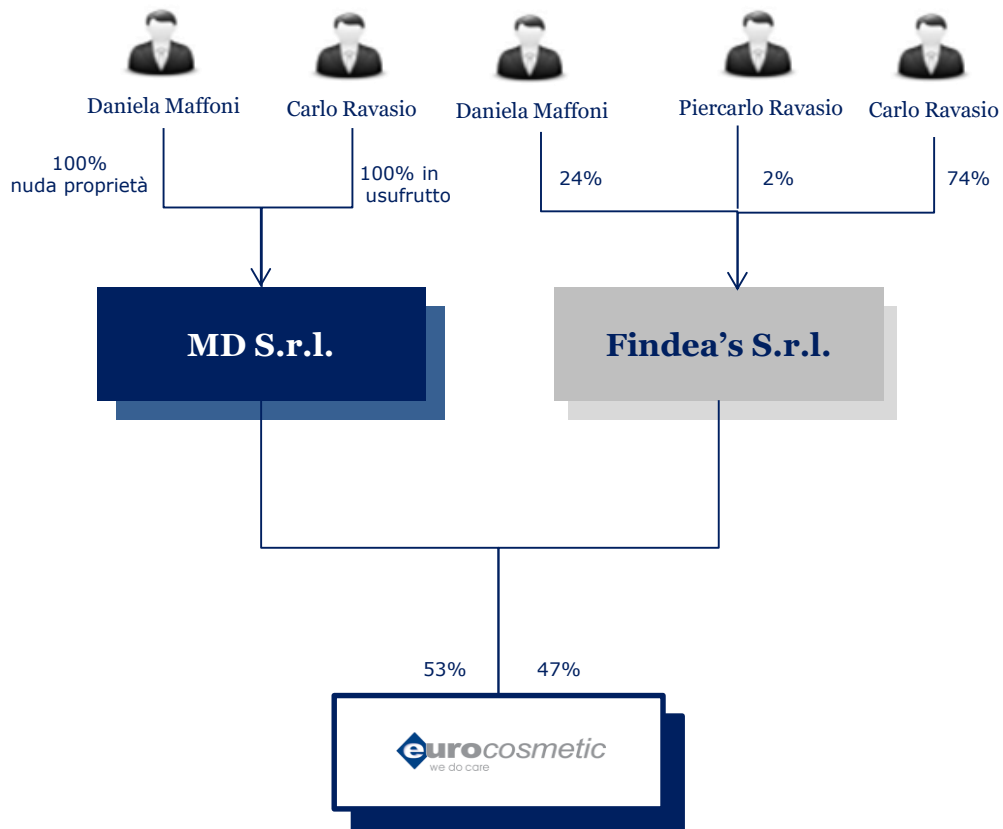 Daniela Maffoni
Carlo Ravasio
Daniela Maffoni
Piercarlo Ravasio
Carlo Ravasio
100%
nuda proprietà
100% in
usufrutto
24%
2%
74%
MD S.r.l.
Findea’s S.r.l.
53%
47%
eurocosmetic
we do care